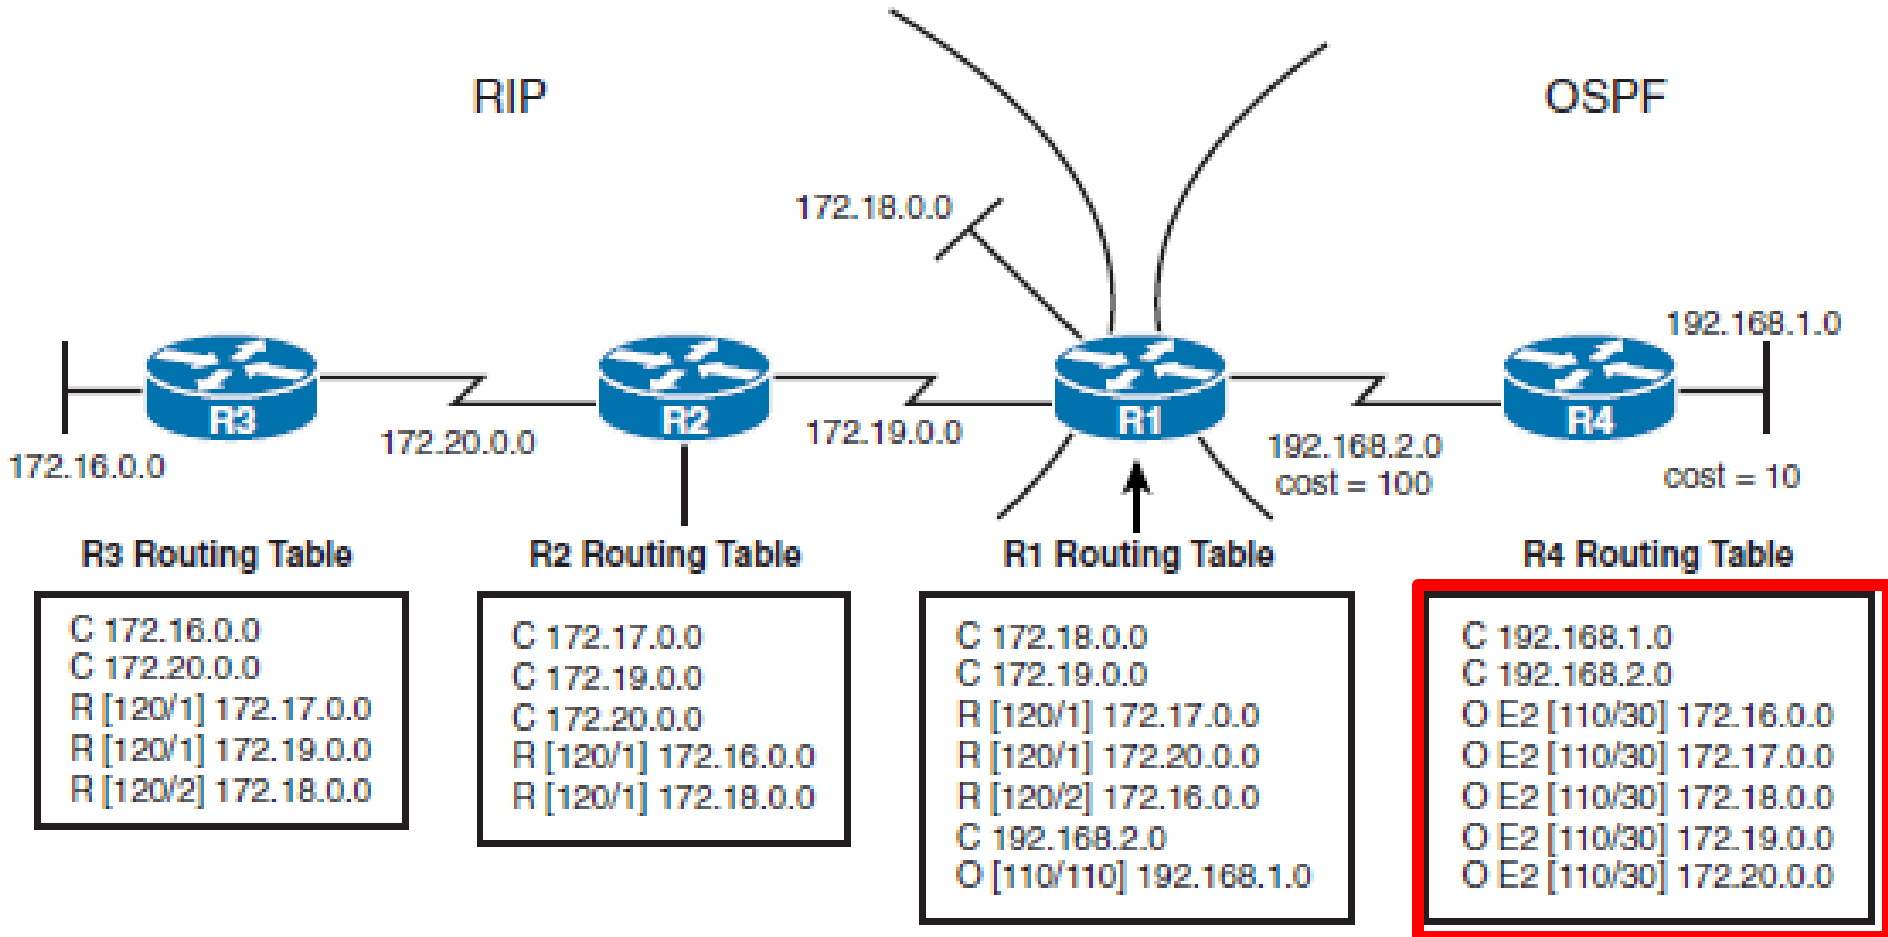 RIP
OSPF
172.18.0.0
192.168.1.0
R3
R2
R1
R4
172.20.0.0
172.19.0.0
192.168.2.0
cost = 100
172.16.0.0
cost = 10
R3 Routing Table
R2 Routing Table
R1 Routing Table
R4 Routing Table
C 172.16.0.0
C 172.20.0.0
R [120/1] 172.17.0.0
R [120/1] 172.19.0.0
R [120/2] 172.18.0.0
C 172.17.0.0
C 172.19.0.0
C 172.20.0.0
R [120/1] 172.16.0.0
R [120/1] 172.18.0.0
C 172.18.0.0
C 172.19.0.0
R [120/1] 172.17.0.0
R [120/1] 172.20.0.0
R [120/2] 172.16.0.0
C 192.168.2.0
O [110/110] 192.168.1.0
C 192.168.1.0
C 192.168.2.0
O E2 [110/30] 172.16.0.0
O E2 [110/30] 172.17.0.0
O E2 [110/30] 172.18.0.0
O E2 [110/30] 172.19.0.0
O E2 [110/30] 172.20.0.0